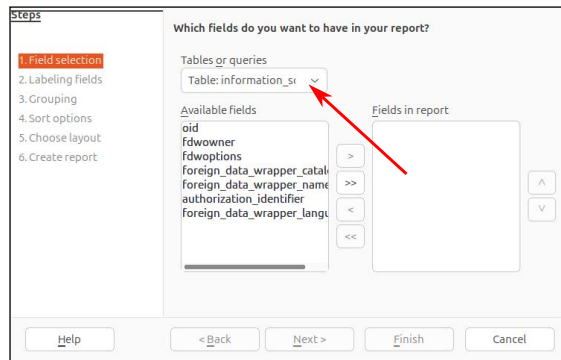 Steps
Which fields do you want to have in your report?
1. Field selection
2. Labeling fields
3. Grouping
4. Sort options
5. Choose layout
6. Create report
Tables or queries
Table: information_s
Available fields
oid
fdwowner
fdwoptions
foreign_data_wrapper_catal
foreign_data_wrapper_name
authorization_identifier
foreign_data_wrapper_langu
>
>>
<
<<
Fields in report
Help
< Back
Next >
Finish
Cancel